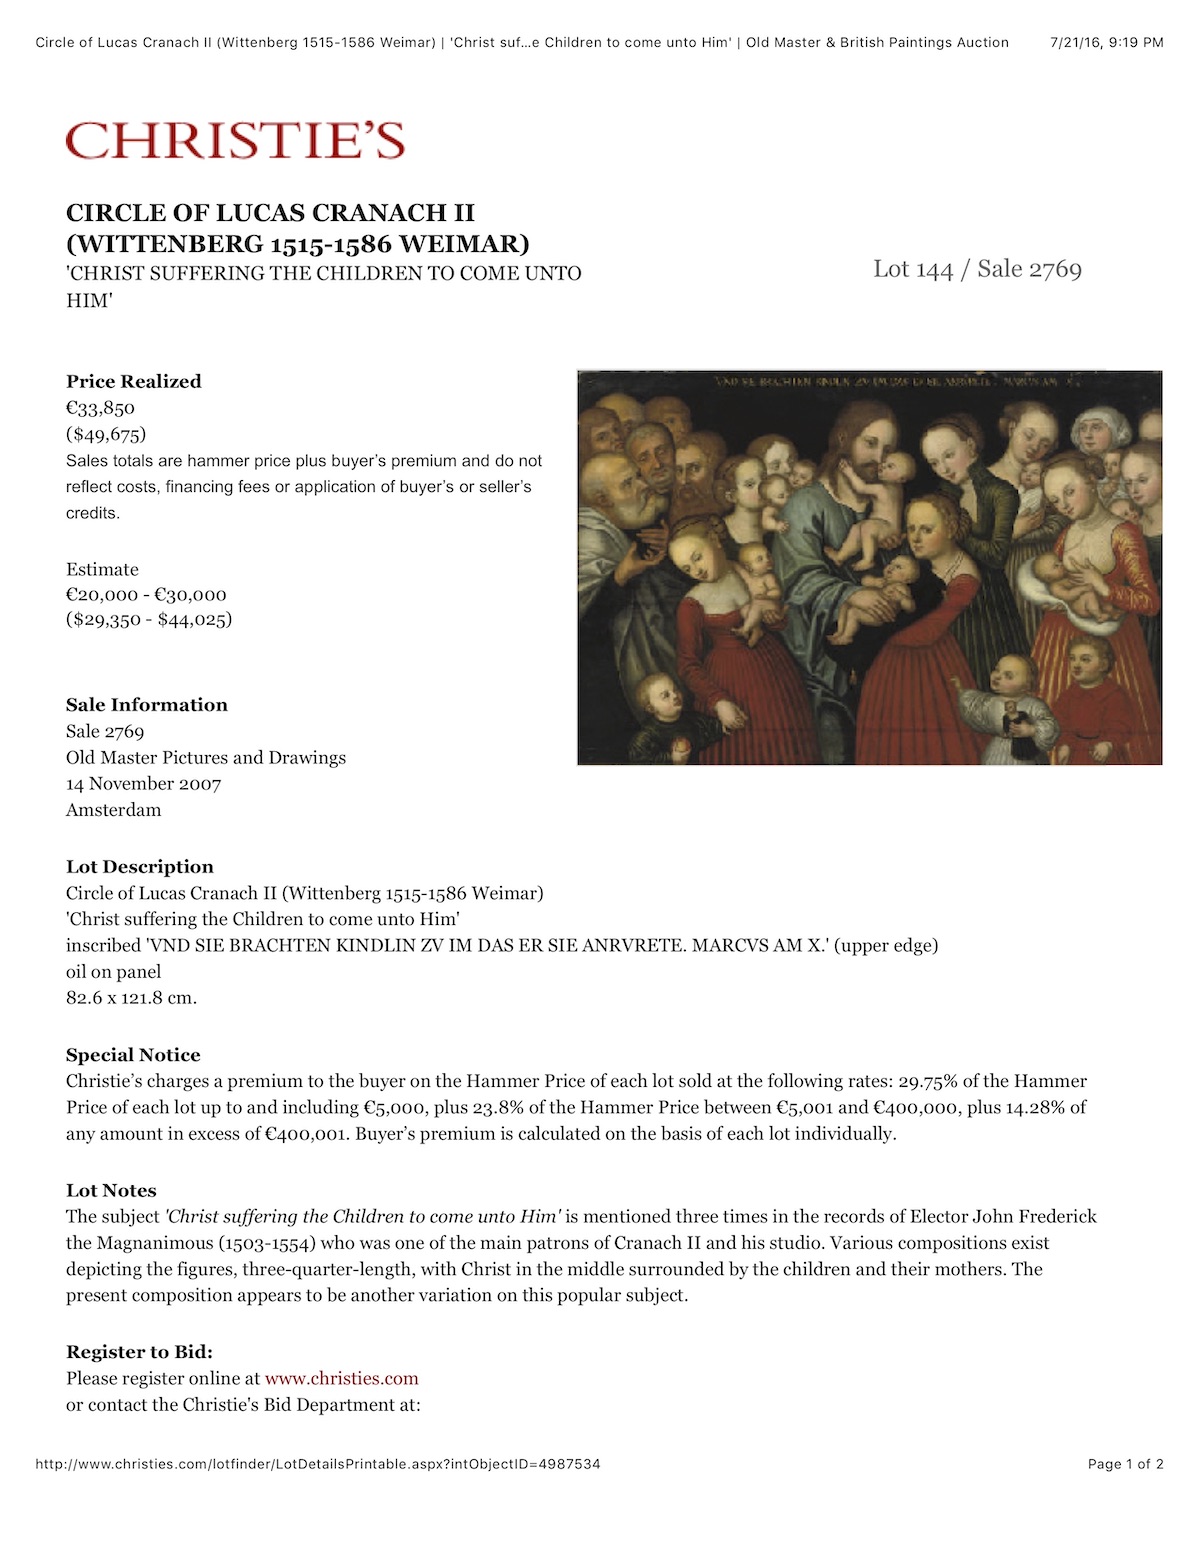 Circle of Lucas Cranach II (Wittenberg 1515-1586 Weimar) | 'Christ suf...e Children to come unto Him' | Old Master & British Paintings Auction 7/21/16, 9:19 PM
CHRISTIE'S
CIRCLE OF LUCAS CRANACH II
(WITTENBERG 1515-1586 WEIMAR)
'CHRIST SUFFERING THE CHILDREN TO COME UNTO
HIM'
Lot 144 / Sale 2769
Price Realized
€33,850
($49,675)
Sales totals are hammer price plus buyer's premium and do not
reflect costs, financing fees or application of buyer's or seller's
credits.
Estimate
€20,000 - €30,000
($29,350 - $44,025)
Sale Information
Sale 2769
Old Master Pictures and Drawings
14 November 2007
Amsterdam
Lot Description
Circle of Lucas Cranach II (Wittenberg 1515-1586 Weimar)
'Christ suffering the Children to come unto Him'
inscribed 'VND SIE BRACHTEN KINDLIN ZV IM DAS ER SIE ANRVRETE. MARCVS AM X.' (upper edge)
oil on panel
82.6 x 121.8 cm.
Special Notice
Christie's charges a premium to the buyer on the Hammer Price of each lot sold at the following rates: 29.75% of the Hammer
Price of each lot up to and including €5,000, plus 23.8% of the Hammer Price between €5,001 and €400,000, plus 14.28% of
any amount in excess of €400,001. Buyer's premium is calculated on the basis of each lot individually.
Lot Notes
The subject 'Christ suffering the Children to come unto Him' is mentioned three times in the records of Elector John Frederick
the Magnanimous (1503-1554) who was one of the main patrons of Cranach II and his studio. Various compositions exist
depicting the figures, three-quarter-length, with Christ in the middle surrounded by the children and their mothers. The
present composition appears to be another variation on this popular subject.
Register to Bid:
Please register online at www.christies.com
or contact the Christie's Bid Department at:
http://www.christies.com/lotfinder/LotDetailsPrintable.aspx?intObjectID=4987534 Page 1 of 2